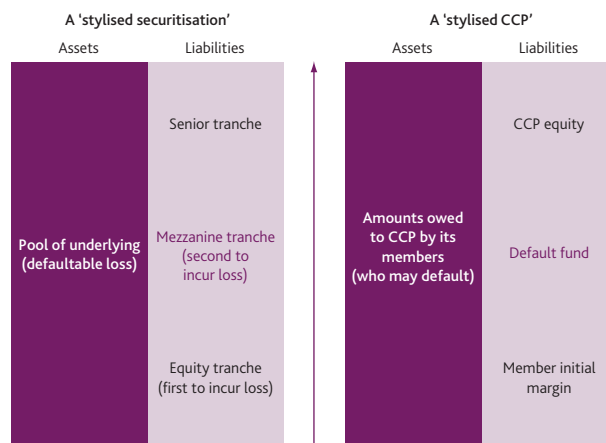 A ‘stylised securitisation’
Assets
Liabilities
Pool of underlying
(defaultable loss)
Senior tranche
Mezzanine tranche
(second to
incur loss)
Equity tranche
(first to incur loss)
A ‘stylised CCP’
Assets
Liabilities
Amounts owed
to CCP by its
members
(who may default)
CCP equity
Default fund
Member initial
margin